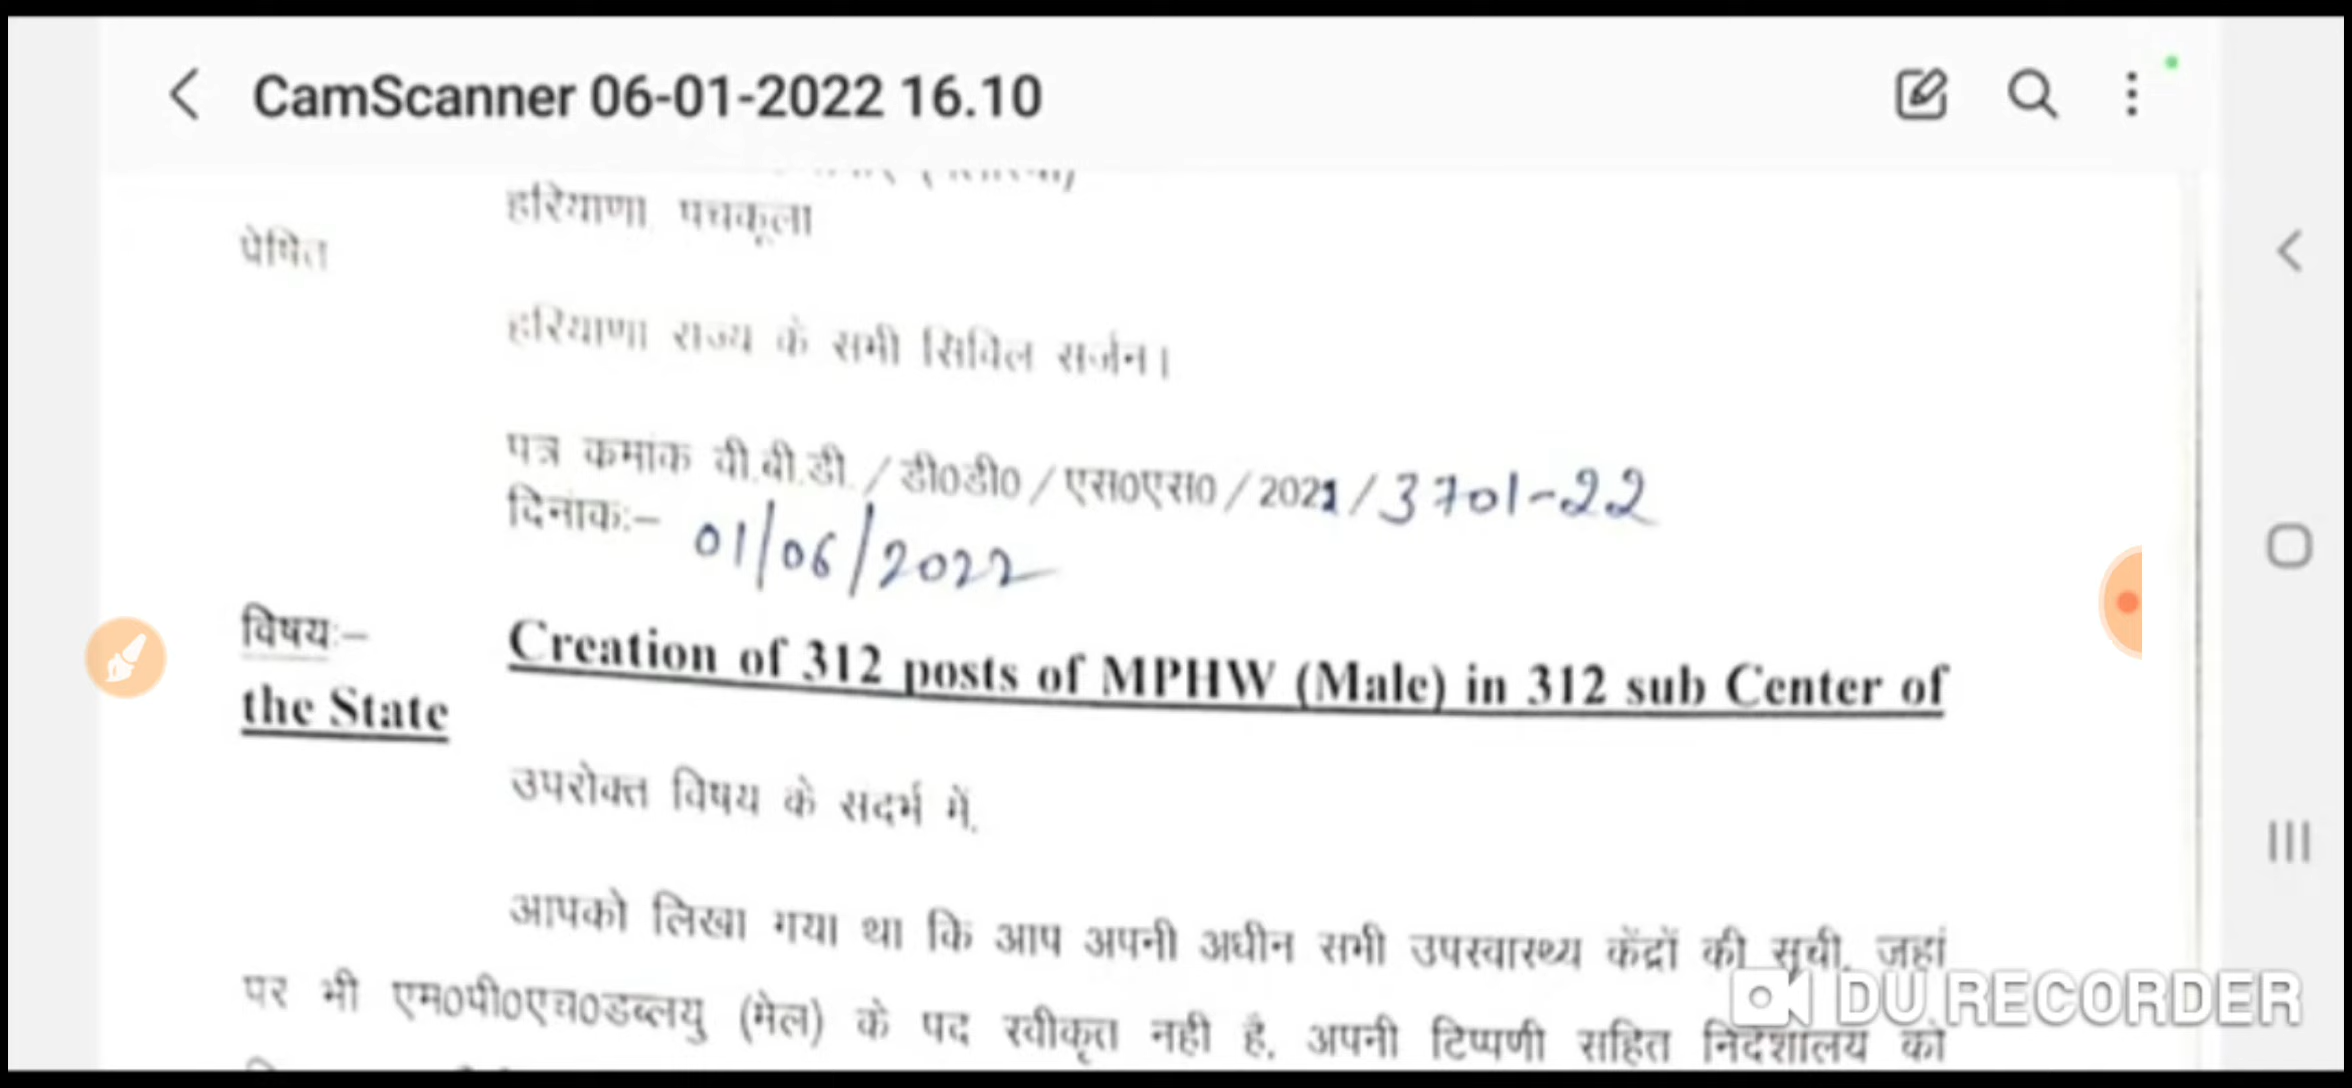 CamScanner 06-01-2022 16.10
हरियाणा पचकूला
प्रेषित
हरियाणा राज्य के सभी सिविल सर्जन।
पत्र कमांक वी.बी.डी. / डी0डी0 / एस0एस0 / 2021 / 3701-22
दिनांक:– 01/06/2022
विषय:– Creation of 312 posts of MPHW (Male) in 312 sub Center of
the State
उपरोक्त विषय के संदर्भ में.
आपको लिखा गया था कि आप अपनी अधीन सभी उपस्वास्थ्य केंद्रों की सूची, जहां
पर भी एम0पी0एच0डब्लयु (मेल) के पद स्वीकृत नही है, अपनी टिप्पणी सहित निदेशालय को
DU RECORDER